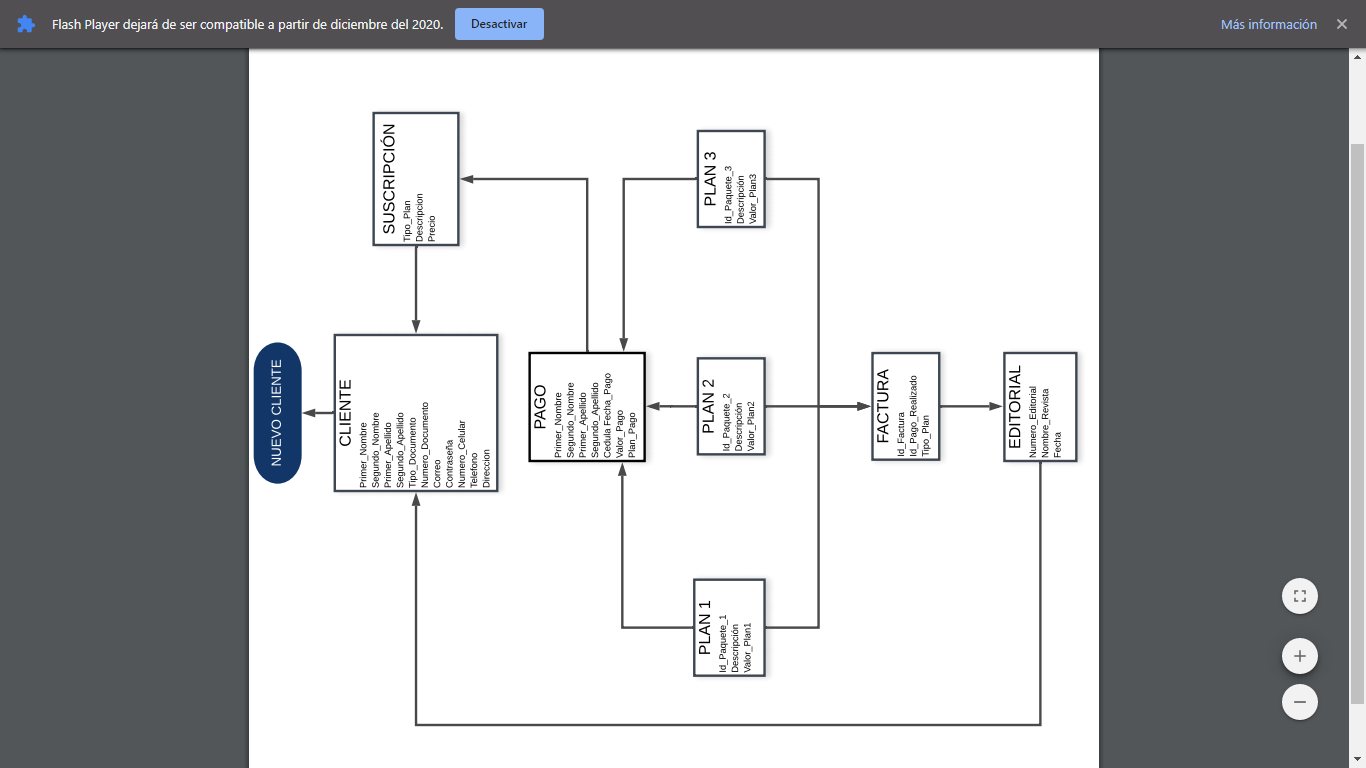 Flash Player dejará de ser compatible a partir de diciembre del 2020.
Desactivar
Más información
NUEVO CLIENTE
CLIENTE
Primer_Nombre
Segundo_Nombre
Primer_Apellido
Segundo_Apellido
Tipo_Documento
Numero_Documento
Correo
Contraseña
Numero_Celular
Telefono
Direccion
SUSCRIPCIÓN
Tipo_Plan
Descripcion
Precio
PAGO
Primer_Nombre
Segundo_Nombre
Primer_Apellido
Segundo_Apellido
Cedula Fecha_Pago
Valor_Pago
Plan_Pago
PLAN 3
Id_Paquete_3
Descripción
Valor_Plan3
PLAN 2
Id_Paquete_2
Descripción
Valor_Plan2
PLAN 1
Id_Paquete_1
Descripción
Valor_Plan1
FACTURA
Id_Factura
Id_Pago_Realizado
Tipo_Plan
EDITORIAL
Numero_Editorial
Nombre_Revista
Fecha